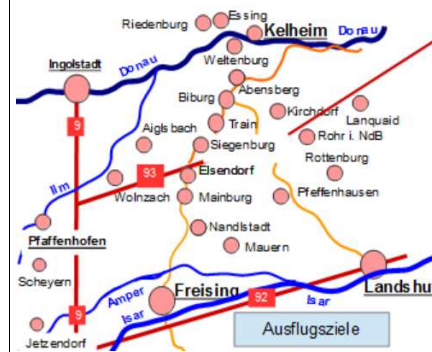 Essing
Riedenburg
Kelheim
Donau
Weltenburg
Donau
Ingolstadt
Abensberg
Biburg
Kirchdorf
Lanquaid
9
Train
Aiglsbach
Rohr i. NdB
Siegenburg
Rottenburg
93
Elsendorf
Ilm
Wolnzach
Mainburg
Pfeffenhausen
Pfaffenhofen
Nandlstadt
Mauern
Scheyern
Amper
Freising
92
Landshu
9
Isar
Isar
Jetzendorf
Ausflugsziele